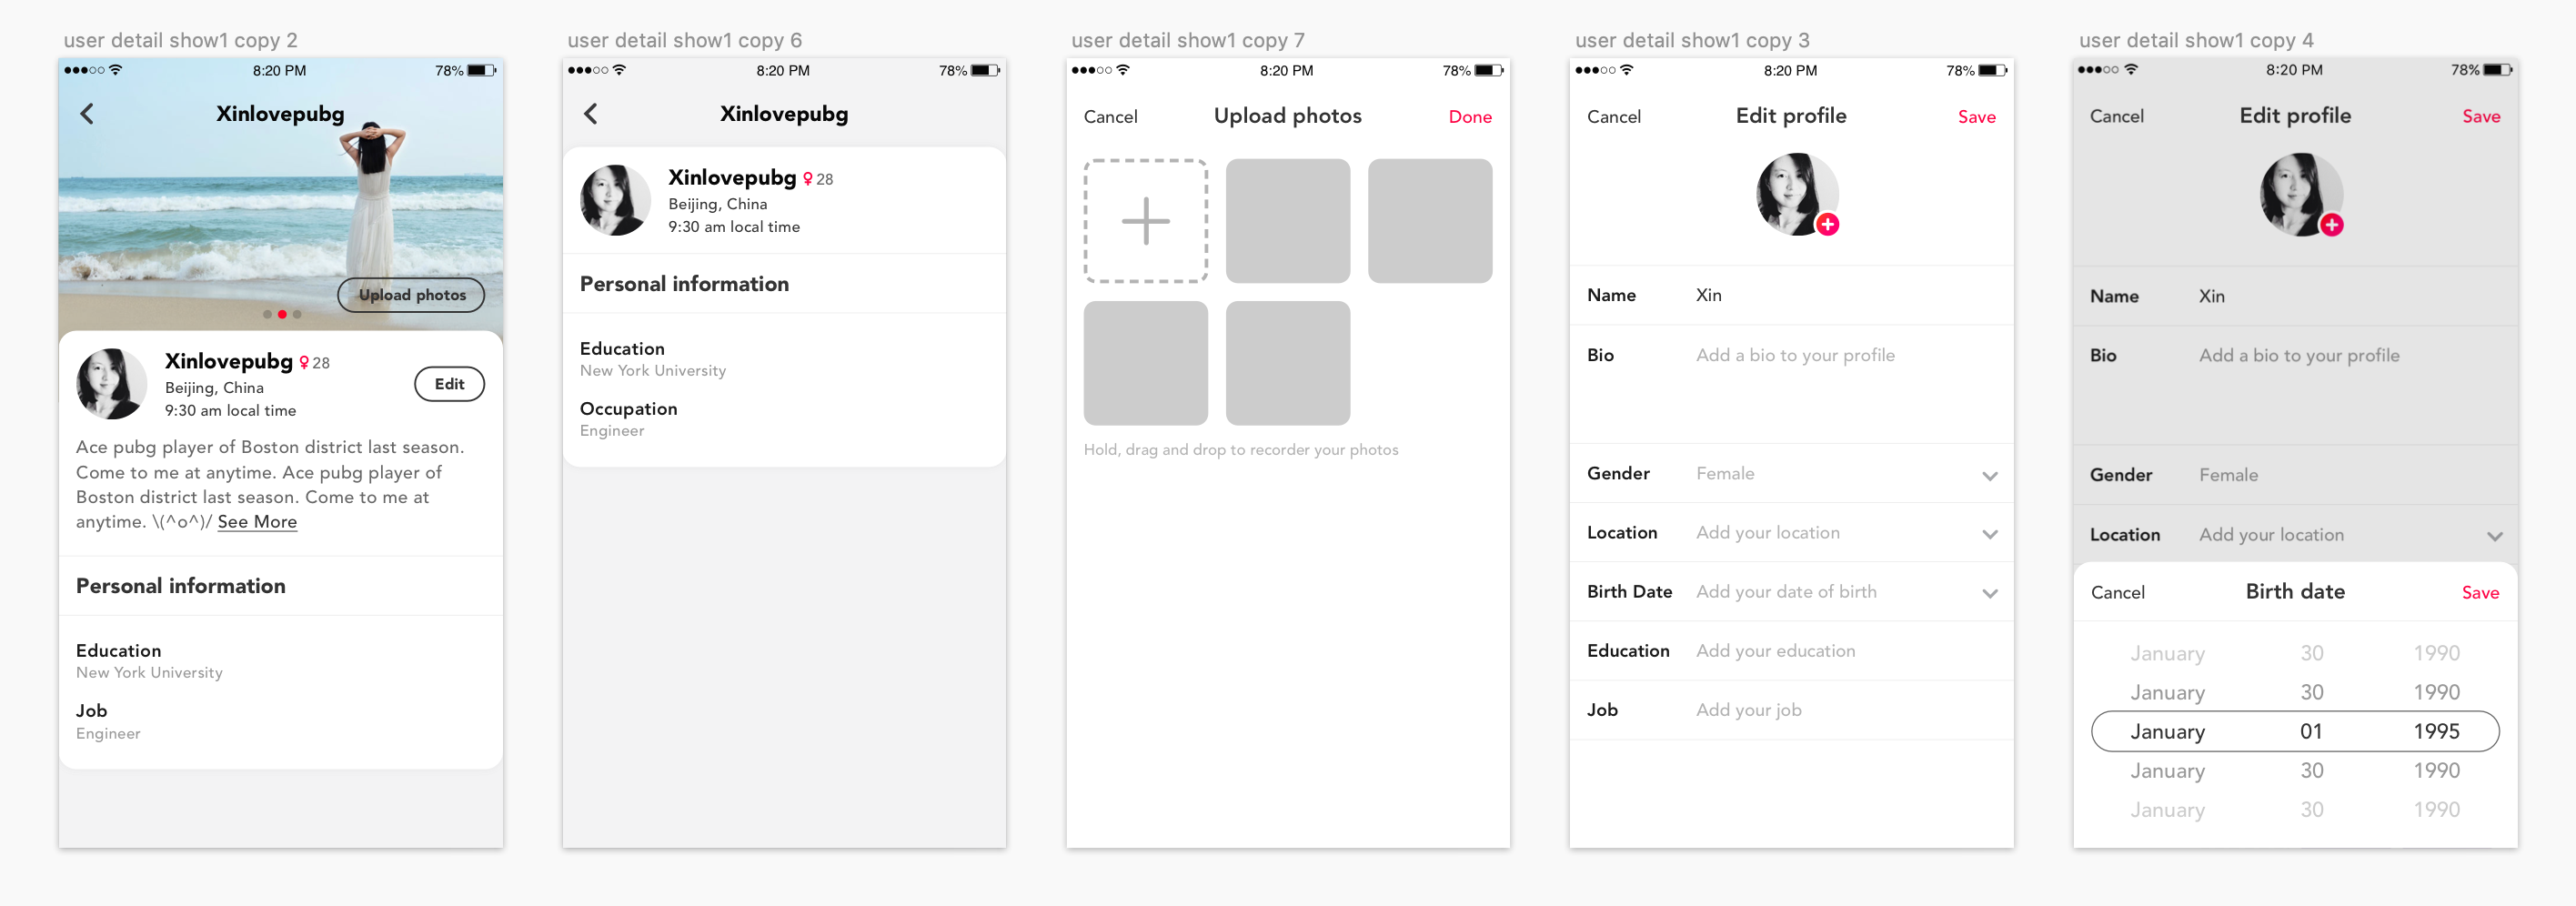 user detail show1 copy 2
8:20 PM
78%
Xinlovepubg
Upload photos
Xinlovepubg 28
Beijing, China
9:30 am local time
Edit
Ace pubg player of Boston district last season.
Come to me at anytime. Ace pubg player of
Boston district last season. Come to me at
anytime. \(^o^)/ See More
Personal information
Education
New York University
Job
Engineer
user detail show1 copy 6
8:20 PM
78%
Xinlovepubg
Xinlovepubg 28
Beijing, China
9:30 am local time
Personal information
Education
New York University
Occupation
Engineer
user detail show1 copy 7
8:20 PM
78%
Cancel Upload photos Done
Hold, drag and drop to recorder your photos
user detail show1 copy 3
8:20 PM
78%
Cancel Edit profile Save
Name Xin
Bio Add a bio to your profile
Gender Female
Location Add your location
Birth Date Add your date of birth
Education Add your education
Job Add your job
user detail show1 copy 4
8:20 PM
78%
Cancel Edit profile Save
Name Xin
Bio Add a bio to your profile
Gender Female
Location Add your location
Cancel Birth date Save
January 30 1990
January 30 1990
January 01 1995
January 30 1990
January 30 1990